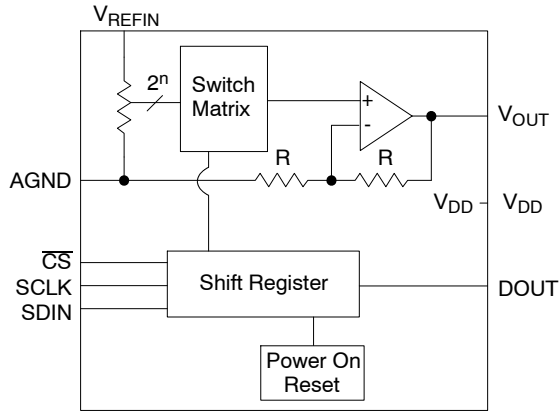 VREFIN
2ⁿ
Switch
Matrix
+
-
VOUT
R
R
AGND
VDD
VDD
CS
SCLK
SDIN
Shift Register
DOUT
Power On
Reset